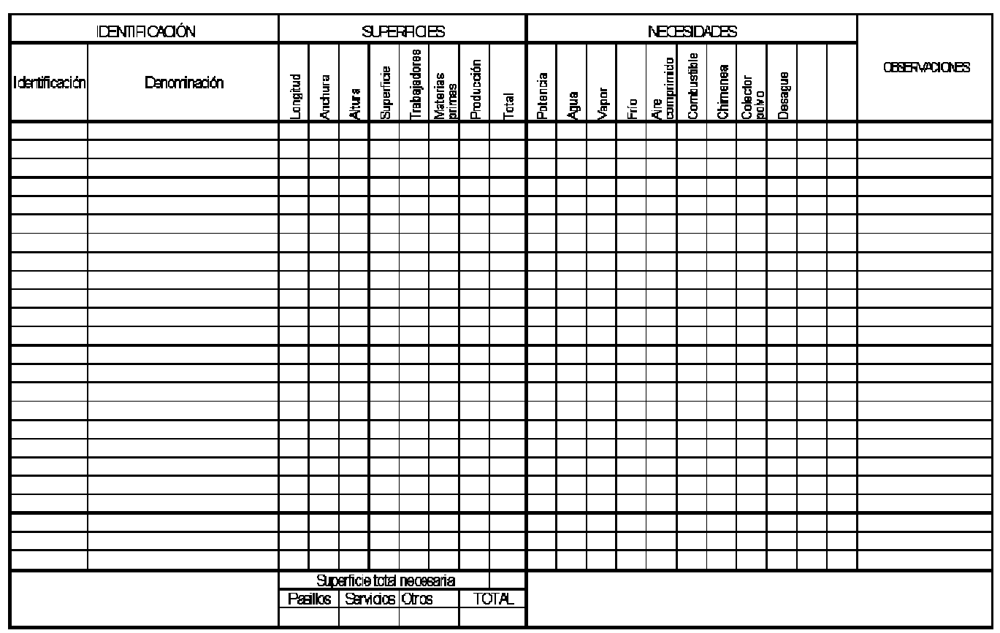 IDENTIFICACIÓN SUPERFICIES NECESIDADES
OBSERVACIONES
Identificación Denominación Longitud Anchura Altura Superficie Trabajadores Materias primes Producción Total Potencia Agua Vapor Frío Aire comprimido Combustible Chimenea Colector polvo Desague
Superficie total necesaria
Pasillos Servicios Otros TOTAL